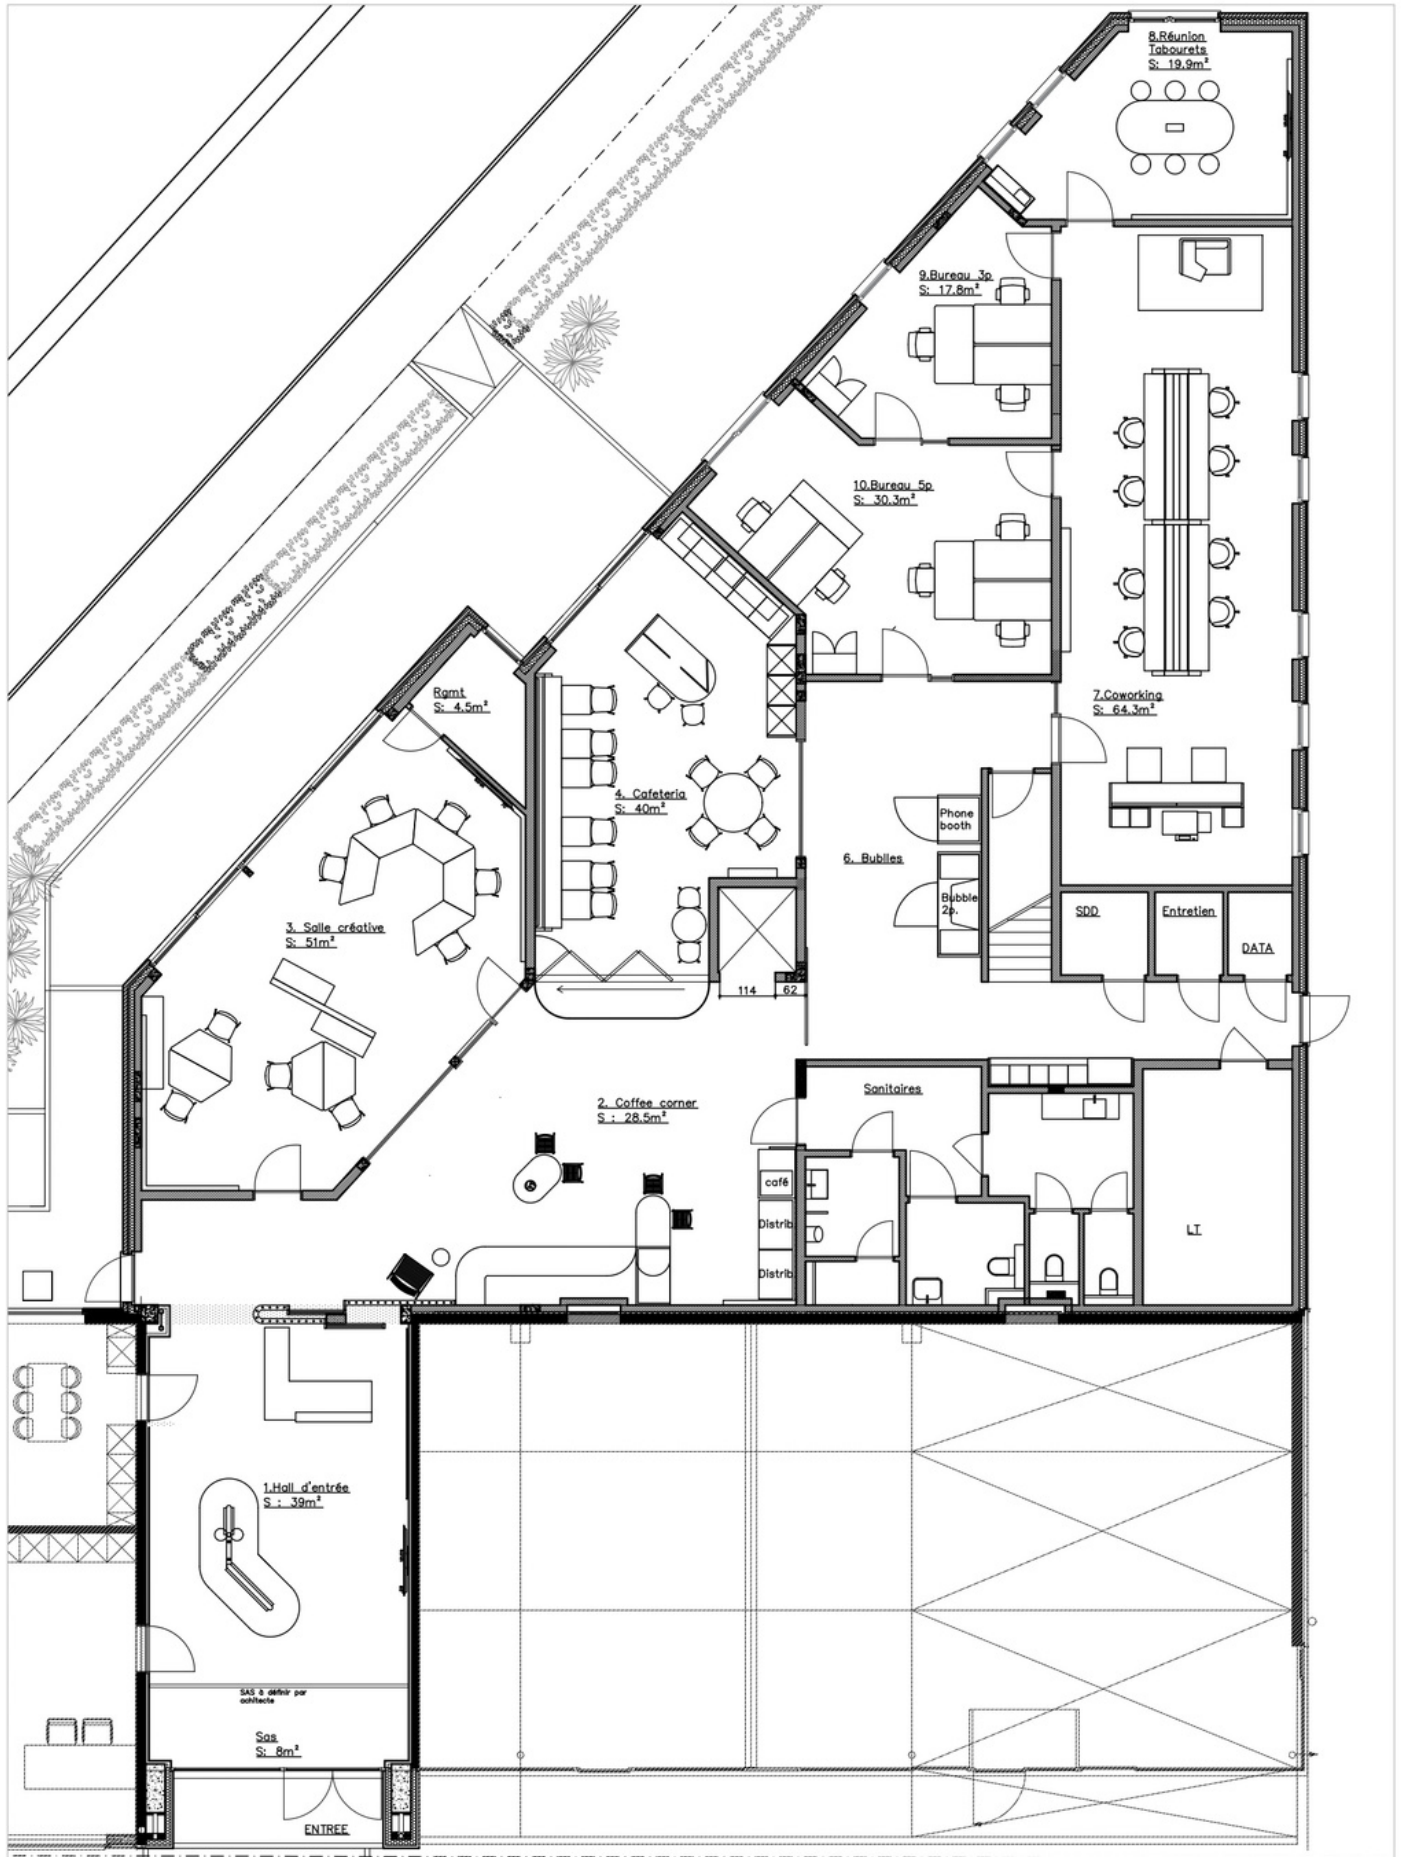 8.Réunion
Tabourets
S: 19.9m²
9.Bureau 3p
S: 17.8m²
10.Bureau 5p
S: 30.3m²
Rgmt
S: 4.5m²
7.Coworking
S: 64.3m²
4. Cafeteria
S: 40m²
Phone
booth
6. Bublles
Bubble
2p.
3. Salle créative
S: 51m²
SDD
Entretien
DATA
114
62
2. Coffee corner
S : 28.5m²
Sanitaires
café
Distrib
Distrib
LT
1.Hall d'entrée
S : 39m²
SAS à définir par
achitecte
Sas
S: 8m²
ENTREE